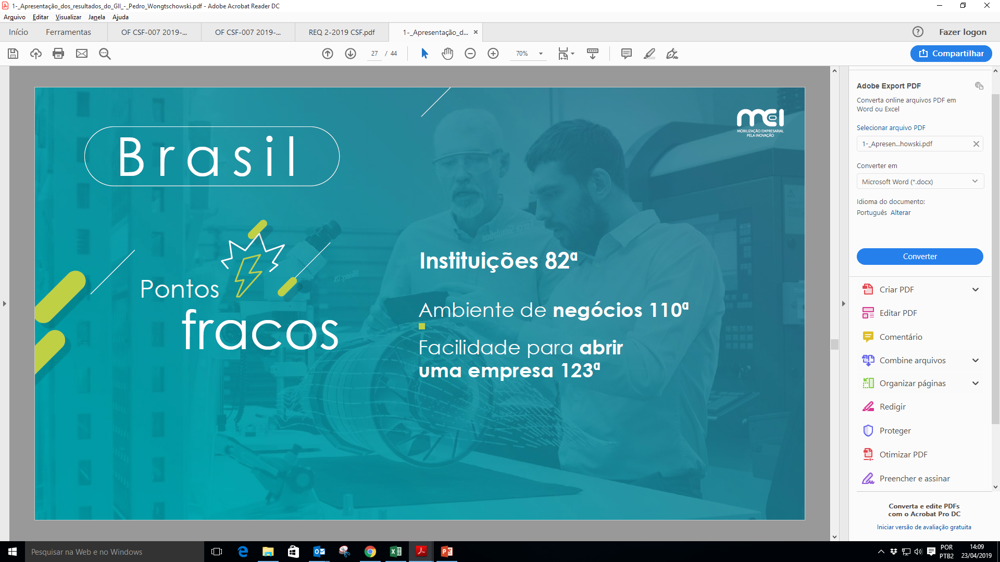 1-_Apresentação_dos_resultados_do_GII_-_Pedro_Wongtschowski.pdf - Adobe Acrobat Reader DC
Arquivo Editar Visualizar Janela Ajuda
Início Ferramentas OF CSF-007 2019-... OF CSF-007 2019-... REQ 2-2019 CSF.pdf 1-_Apresentação_d... Fazer logon
27 / 44 70% Compartilhar
Brasil
MEI
MOBILIZAÇÃO EMPRESARIAL
PELA INOVAÇÃO
Pontos
fracos
Force Simulation
Instituições 82ª
Ambiente de negócios 110ª
Facilidade para abrir
uma empresa 123ª
Adobe Export PDF
Converta online arquivos PDF em
Word ou Excel
Selecionar arquivo PDF
1-_Apresen...howski.pdf
Converter em
Microsoft Word (*.docx)
Idioma do documento:
Português Alterar
Converter
Criar PDF
Editar PDF
Comentário
Combine arquivos
Organizar páginas
Redigir
Proteger
Otimizar PDF
Preencher e assinar
Converta e edite PDFs
com o Acrobat Pro DC
Iniciar versão de avaliação gratuita
Pesquisar na Web e no Windows
POR
PTB2
14:09
23/04/2019